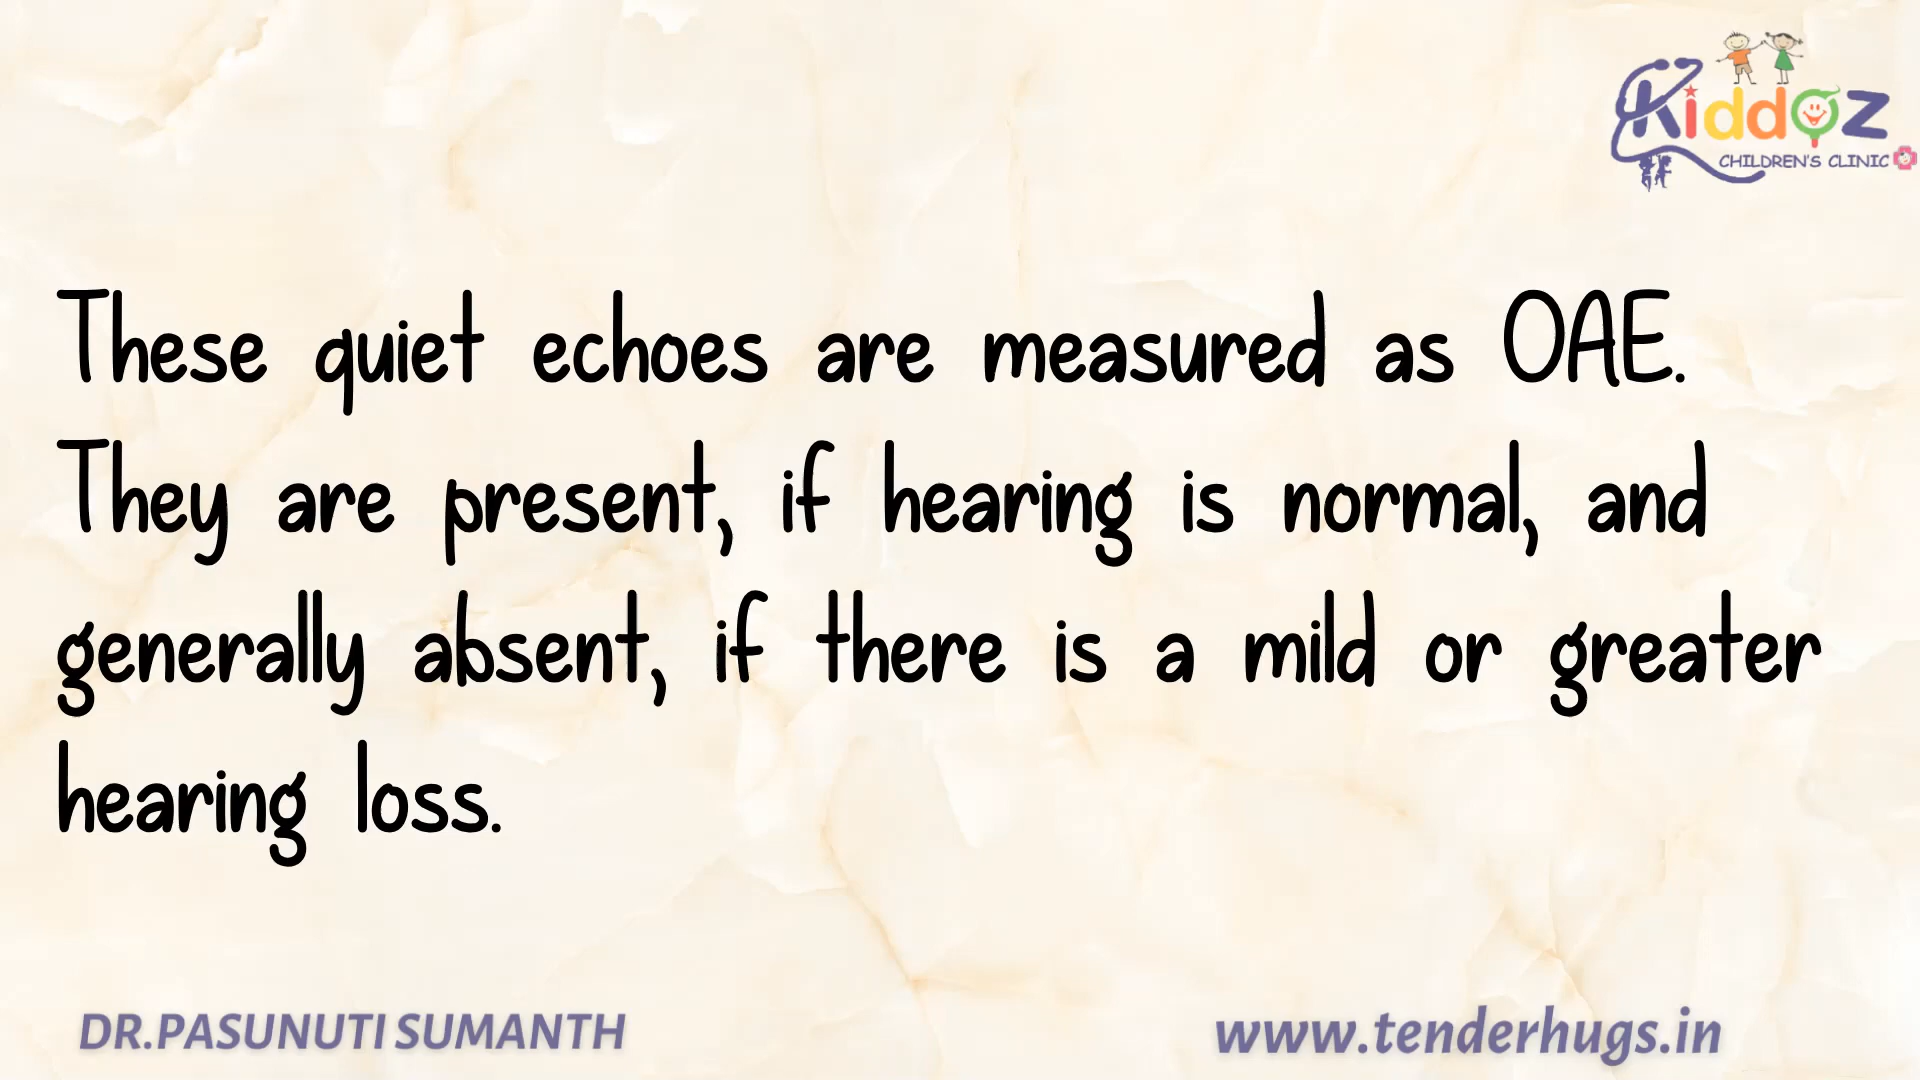 Kiddoz
CHILDREN'S CLINIC
These quiet echoes are measured as OAE.
They are present, if hearing is normal, and
generally absent, if there is a mild or greater
hearing loss.
DR.PASUNUTI SUMANTH
www.tenderhugs.in